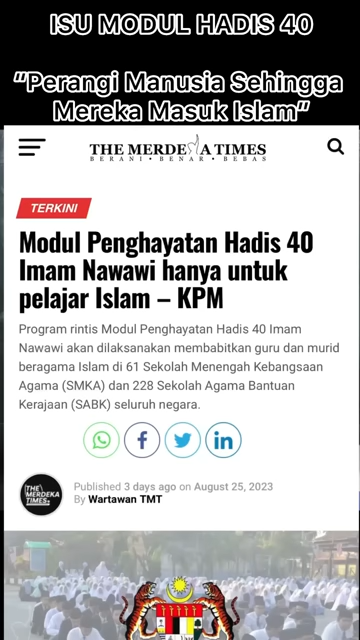 ISU MODUL HADIS 40
"Perangi Manusia Sehingga
Mereka Masuk Islam"
THE MERDEKA TIMES
BERANI • BENAR • BEBAS
TERKINI
Modul Penghayatan Hadis 40
Imam Nawawi hanya untuk
pelajar Islam – KPM
Program rintis Modul Penghayatan Hadis 40 Imam
Nawawi akan dilaksanakan membabitkan guru dan murid
beragama Islam di 61 Sekolah Menengah Kebangsaan
Agama (SMKA) dan 228 Sekolah Agama Bantuan
Kerajaan (SABK) seluruh negara.
THE
MERDEKA
TIMES
Published 3 days ago on August 25, 2023
By Wartawan TMT